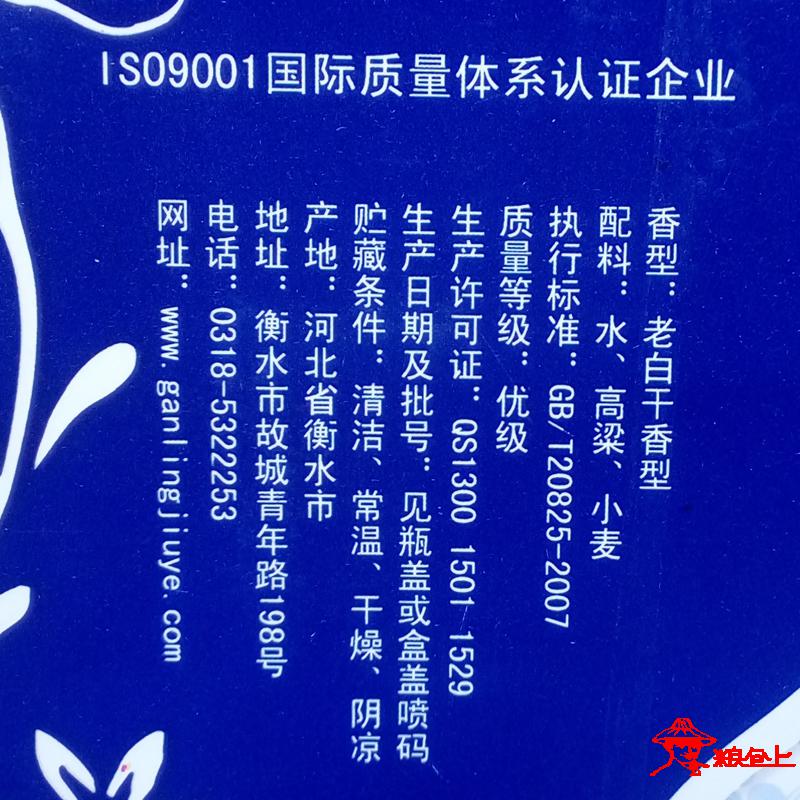 ISO9001国际质量体系认证企业
香型：老白干香型
配料：水、高粱、小麦
执行标准：GB/T20825-2007
质量等级：优级
生产许可证：QS1300 1501 1529
生产日期及批号：见瓶盖或盒盖喷码
贮藏条件：清洁、常温、干燥、阴凉
产地：河北省衡水市
地址：衡水市故城青年路198号
电话：0318-5322253
网址：www.ganlingjiuye.com